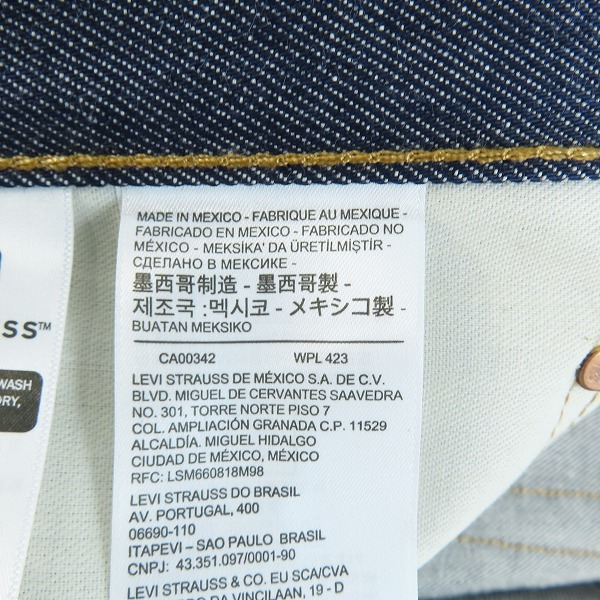 MADE IN MEXICO - FABRIQUE AU MEXIQUE -
FABRICADO EN MEXICO - FABRICADO NO
MÉXICO - MEKSİKA' DA ÜRETİLMİŞTİR -
СДЕЛАНО В МЕКСИКЕ -
墨西哥制造 - 墨西哥製 -
제조국 :멕시코 - メキシコ製 -
BUATAN MEKSIKO
CA00342 WPL 423
LEVI STRAUSS DE MÉXICO S.A. DE C.V.
BLVD. MIGUEL DE CERVANTES SAAVEDRA
NO. 301, TORRE NORTE PISO 7
COL. AMPLIACIÓN GRANADA C.P. 11529
ALCALDÍA. MIGUEL HIDALGO
CIUDAD DE MÉXICO, MÉXICO
RFC: LSM660818M98
LEVI STRAUSS DO BRASIL
AV. PORTUGAL, 400
06690-110
ITAPEVI – SAO PAULO BRASIL
CNPJ: 43.351.097/0001-90
LEVI STRAUSS & CO. EU SCA/CVA
DA VINCILAAN, 19 - D
SS™
WASH
DRY,